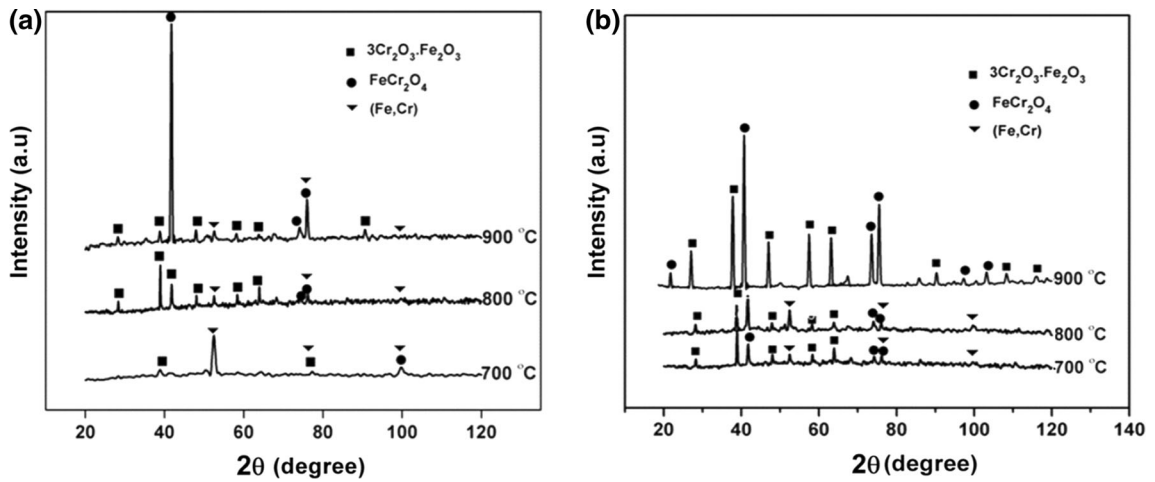 (a)
3Cr₂O₃.Fe₂O₃
FeCr₂O₄
(Fe,Cr)
900 °C
800 °C
700 °C
Intensity (a.u)
20 40 60 80 100 120
2θ (degree)
(b)
3Cr₂O₃.Fe₂O₃
FeCr₂O₄
(Fe,Cr)
900 °C
800 °C
700 °C
Intensity (a.u)
20 40 60 80 100 120 140
2θ (degree)